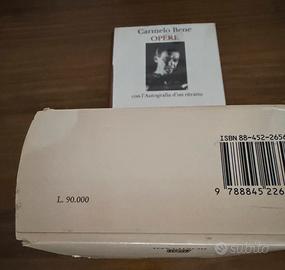 Carmelo Bene
OPERE
con l'Autografia d'un ritratto
ISBN 88-452-2656
L. 90.000
9 788845 226
subito